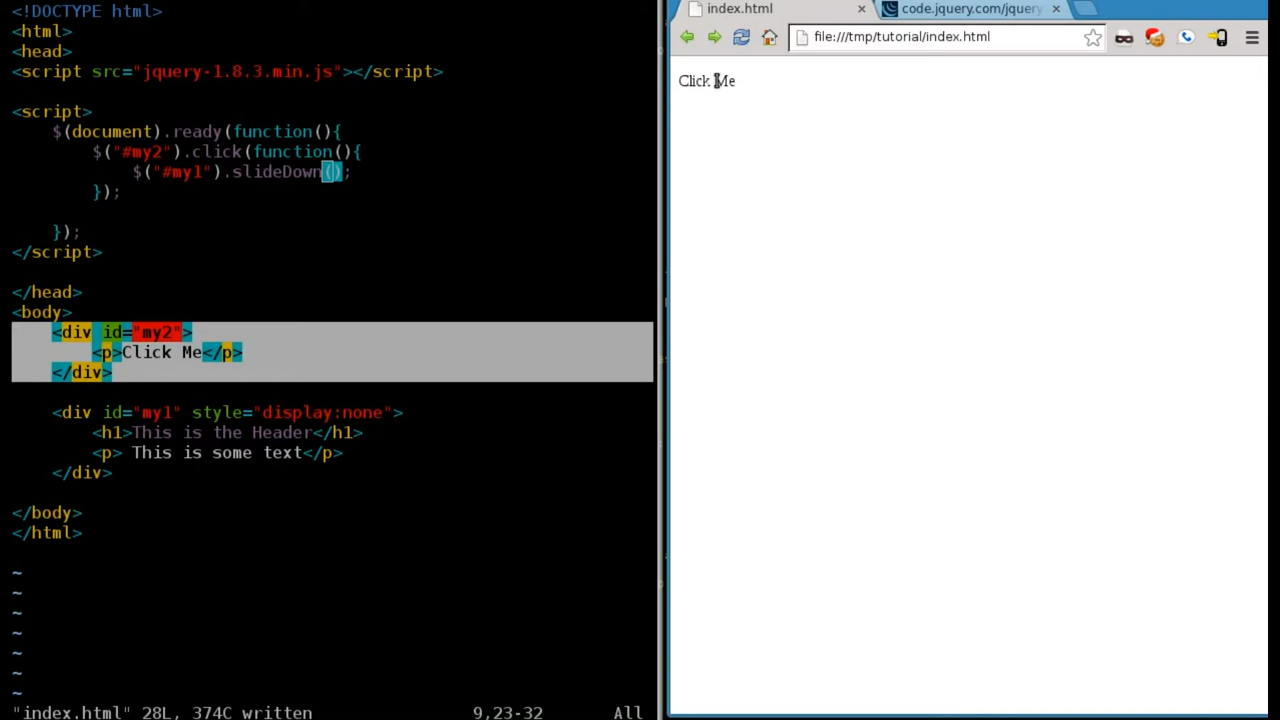 <!DOCTYPE html>
<html>
<head>
<script src="jquery-1.8.3.min.js"></script>
<script>
$(document).ready(function(){
$("#my2").click(function(){
$("#my1").slideDown();
});
});
</script>
</head>
<body>
<div id="my2">
<p>Click Me</p>
</div>
<div id="my1" style="display:none">
<h1>This is the Header</h1>
<p> This is some text</p>
</div>
</body>
</html>
~
~
~
~
~
~
~
"index.html" 28L, 374C written 9,23-32 All
index.html code.jquery.com/jquery
file:///tmp/tutorial/index.html
Click Me